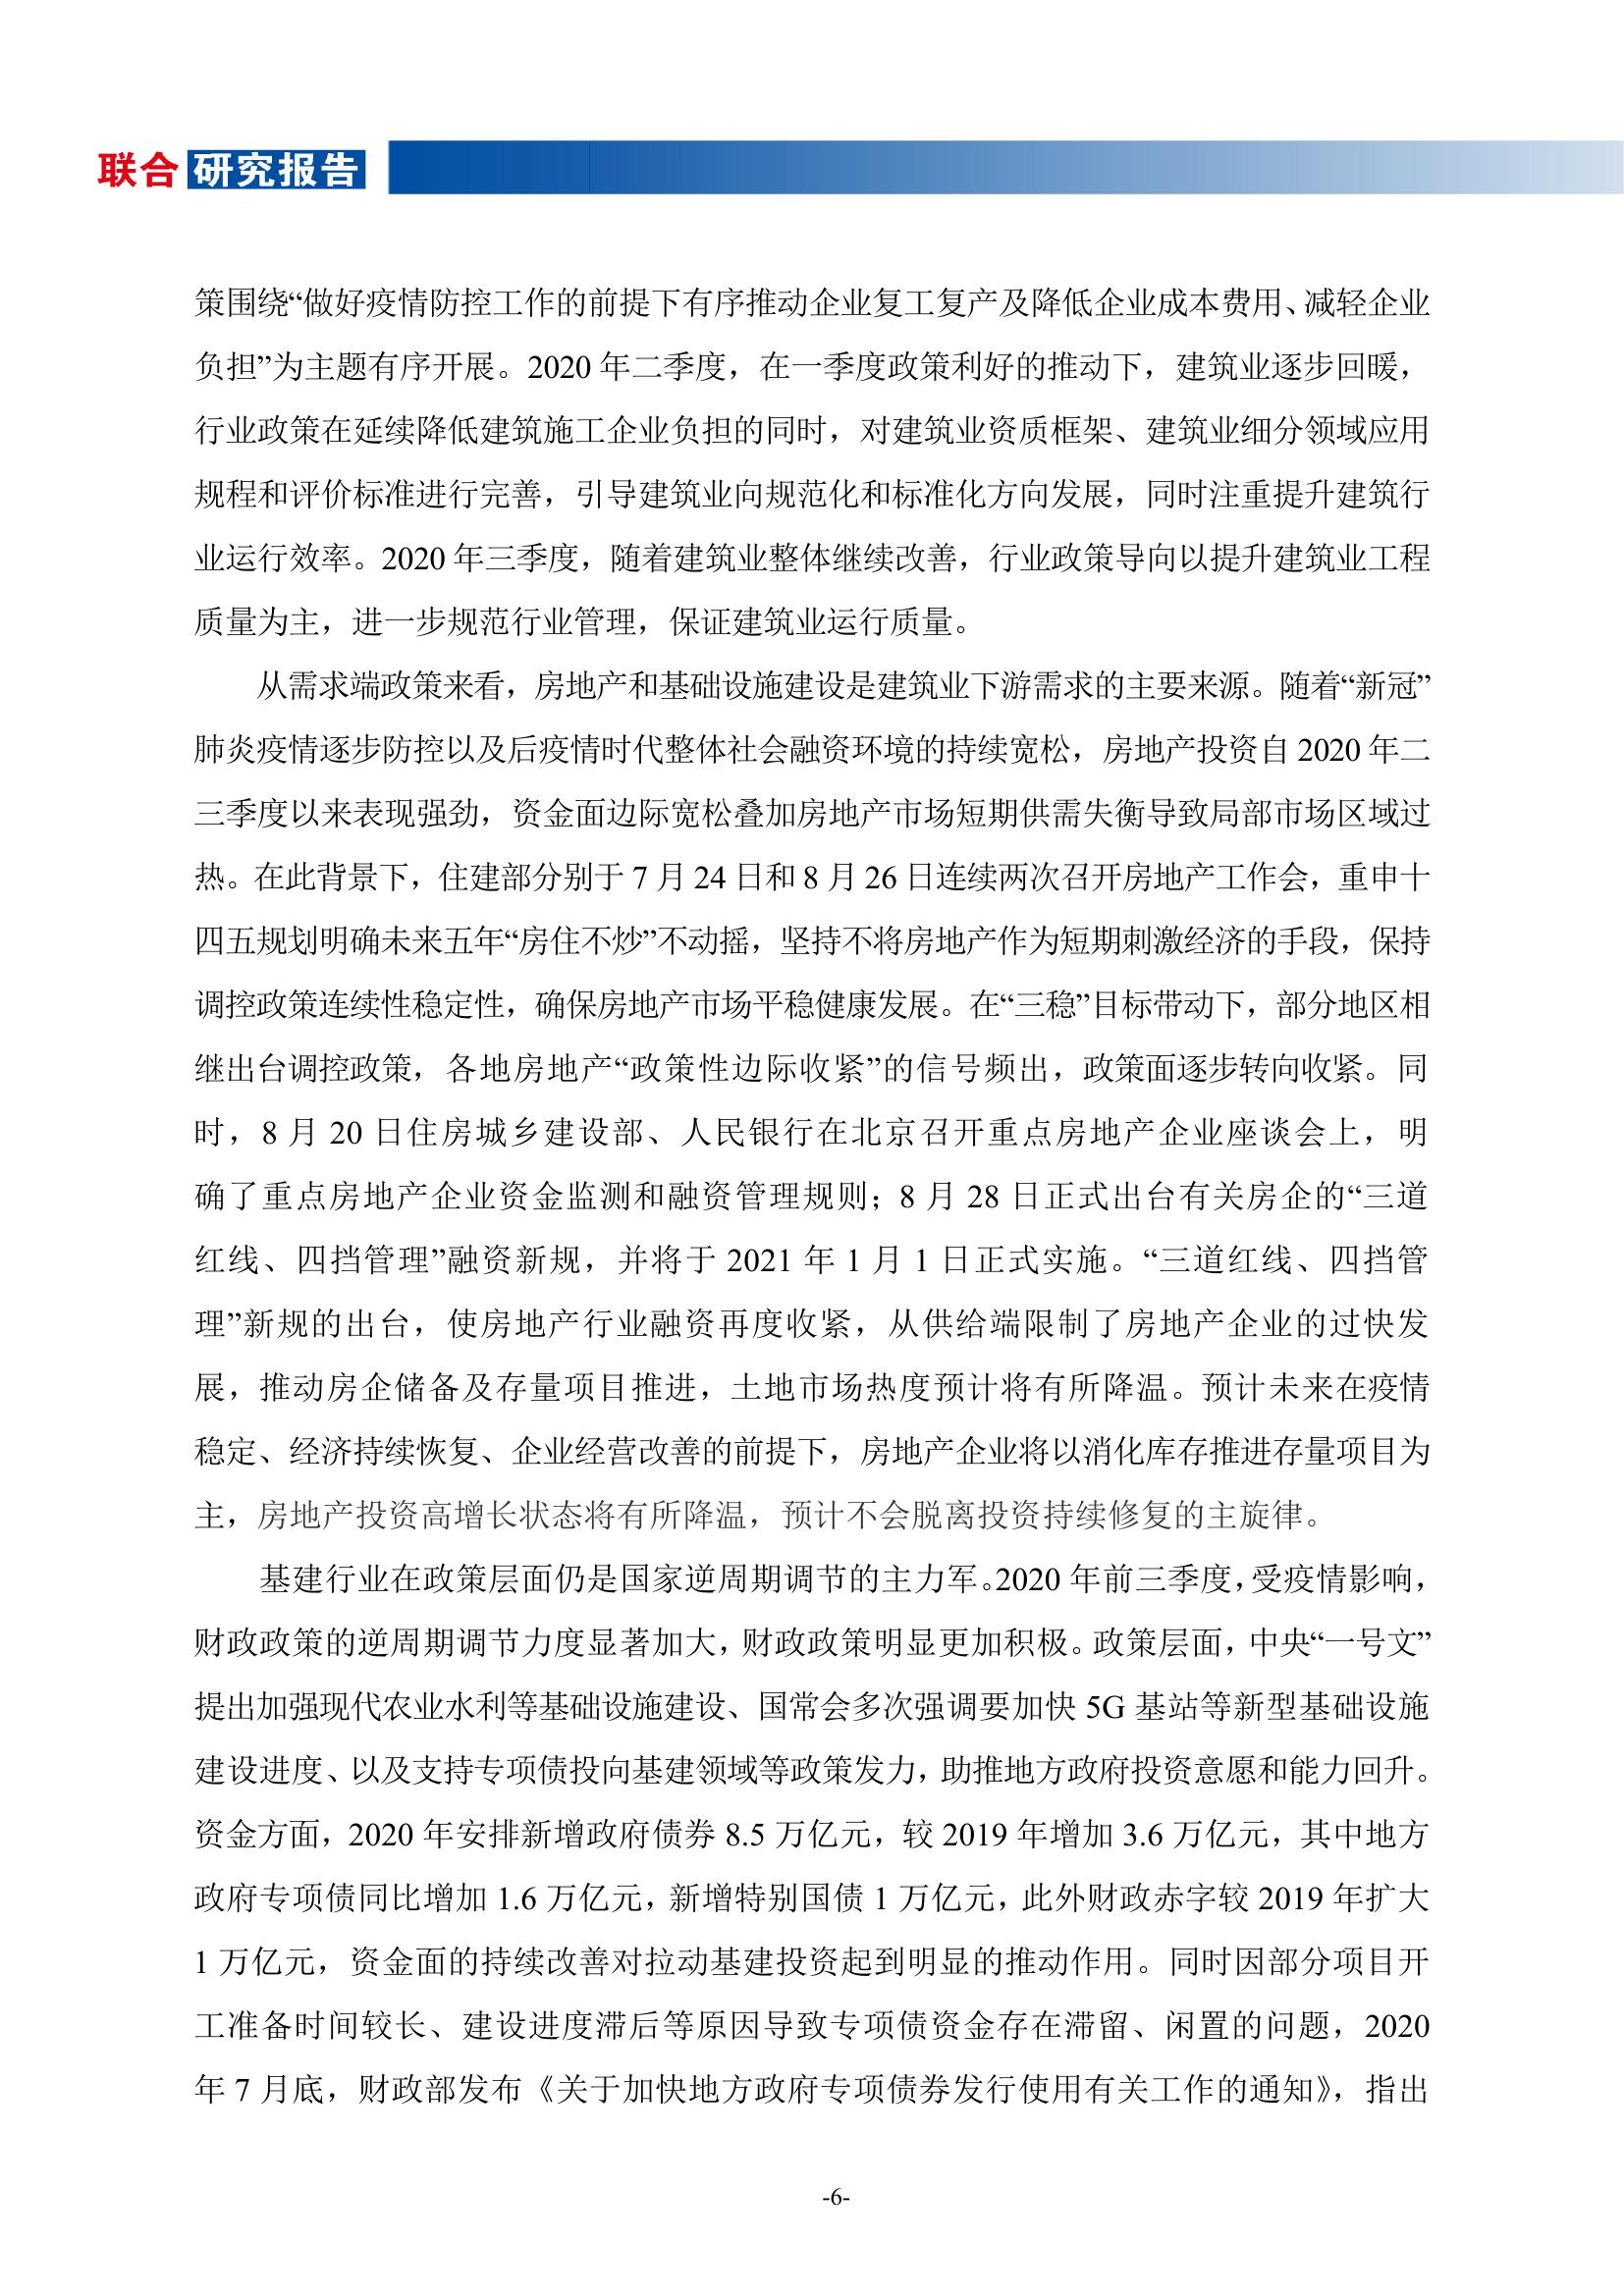 联合 研究报告
策围绕“做好疫情防控工作的前提下有序推动企业复工复产及降低企业成本费用、减轻企业
负担”为主题有序开展。2020 年二季度，在一季度政策利好的推动下，建筑业逐步回暖，
行业政策在延续降低建筑施工企业负担的同时，对建筑业资质框架、建筑业细分领域应用
规程和评价标准进行完善，引导建筑业向规范化和标准化方向发展，同时注重提升建筑行
业运行效率。2020 年三季度，随着建筑业整体继续改善，行业政策导向以提升建筑业工程
质量为主，进一步规范行业管理，保证建筑业运行质量。
从需求端政策来看，房地产和基础设施建设是建筑业下游需求的主要来源。随着“新冠”
肺炎疫情逐步防控以及后疫情时代整体社会融资环境的持续宽松，房地产投资自 2020 年二
三季度以来表现强劲，资金面边际宽松叠加房地产市场短期供需失衡导致局部市场区域过
热。在此背景下，住建部分别于 7 月 24 日和 8 月 26 日连续两次召开房地产工作会，重申十
四五规划明确未来五年“房住不炒”不动摇，坚持不将房地产作为短期刺激经济的手段，保持
调控政策连续性稳定性，确保房地产市场平稳健康发展。在“三稳”目标带动下，部分地区相
继出台调控政策，各地房地产“政策性边际收紧”的信号频出，政策面逐步转向收紧。同
时，8 月 20 日住房城乡建设部、人民银行在北京召开重点房地产企业座谈会上，明
确了重点房地产企业资金监测和融资管理规则；8 月 28 日正式出台有关房企的“三道
红线、四挡管理”融资新规，并将于 2021 年 1 月 1 日正式实施。“三道红线、四挡管
理”新规的出台，使房地产行业融资再度收紧，从供给端限制了房地产企业的过快发
展，推动房企储备及存量项目推进，土地市场热度预计将有所降温。预计未来在疫情
稳定、经济持续恢复、企业经营改善的前提下，房地产企业将以消化库存推进存量项目为
主，房地产投资高增长状态将有所降温，预计不会脱离投资持续修复的主旋律。
基建行业在政策层面仍是国家逆周期调节的主力军。2020 年前三季度，受疫情影响，
财政政策的逆周期调节力度显著加大，财政政策明显更加积极。政策层面，中央“一号文”
提出加强现代农业水利等基础设施建设、国常会多次强调要加快 5G 基站等新型基础设施
建设进度、以及支持专项债投向基建领域等政策发力，助推地方政府投资意愿和能力回升。
资金方面，2020 年安排新增政府债券 8.5 万亿元，较 2019 年增加 3.6 万亿元，其中地方
政府专项债同比增加 1.6 万亿元，新增特别国债 1 万亿元，此外财政赤字较 2019 年扩大
1 万亿元，资金面的持续改善对拉动基建投资起到明显的推动作用。同时因部分项目开
工准备时间较长、建设进度滞后等原因导致专项债资金存在滞留、闲置的问题，2020
年 7 月底，财政部发布《关于加快地方政府专项债券发行使用有关工作的通知》，指出
-6-